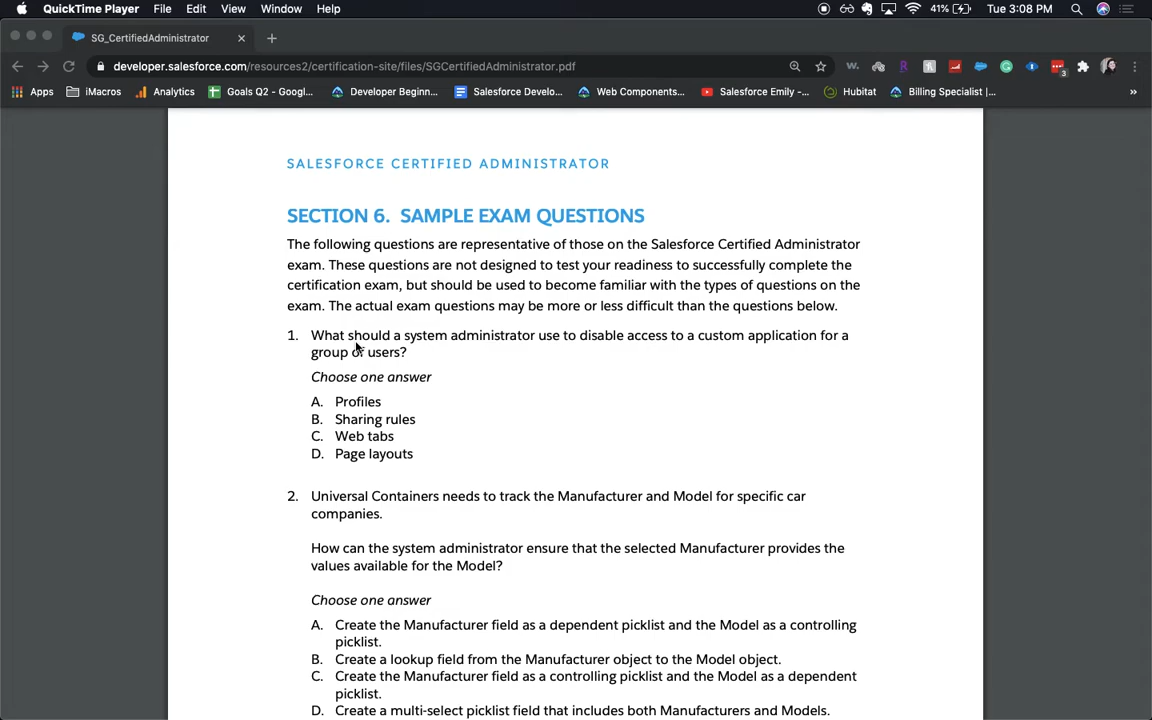 QuickTime Player File Edit View Window Help 41% Tue 3:08 PM
SG_CertifiedAdministrator
developer.salesforce.com/resources2/certification-site/files/SGCertifiedAdministrator.pdf
Apps iMacros Analytics Goals Q2 - Googl... Developer Beginn... Salesforce Develo... Web Components... Salesforce Emily -... Hubitat Billing Specialist |... »
SALESFORCE CERTIFIED ADMINISTRATOR
SECTION 6. SAMPLE EXAM QUESTIONS
The following questions are representative of those on the Salesforce Certified Administrator
exam. These questions are not designed to test your readiness to successfully complete the
certification exam, but should be used to become familiar with the types of questions on the
exam. The actual exam questions may be more or less difficult than the questions below.
1. What should a system administrator use to disable access to a custom application for a
group of users?
Choose one answer
A. Profiles
B. Sharing rules
C. Web tabs
D. Page layouts
2. Universal Containers needs to track the Manufacturer and Model for specific car
companies.
How can the system administrator ensure that the selected Manufacturer provides the
values available for the Model?
Choose one answer
A. Create the Manufacturer field as a dependent picklist and the Model as a controlling
picklist.
B. Create a lookup field from the Manufacturer object to the Model object.
C. Create the Manufacturer field as a controlling picklist and the Model as a dependent
picklist.
D. Create a multi-select picklist field that includes both Manufacturers and Models.